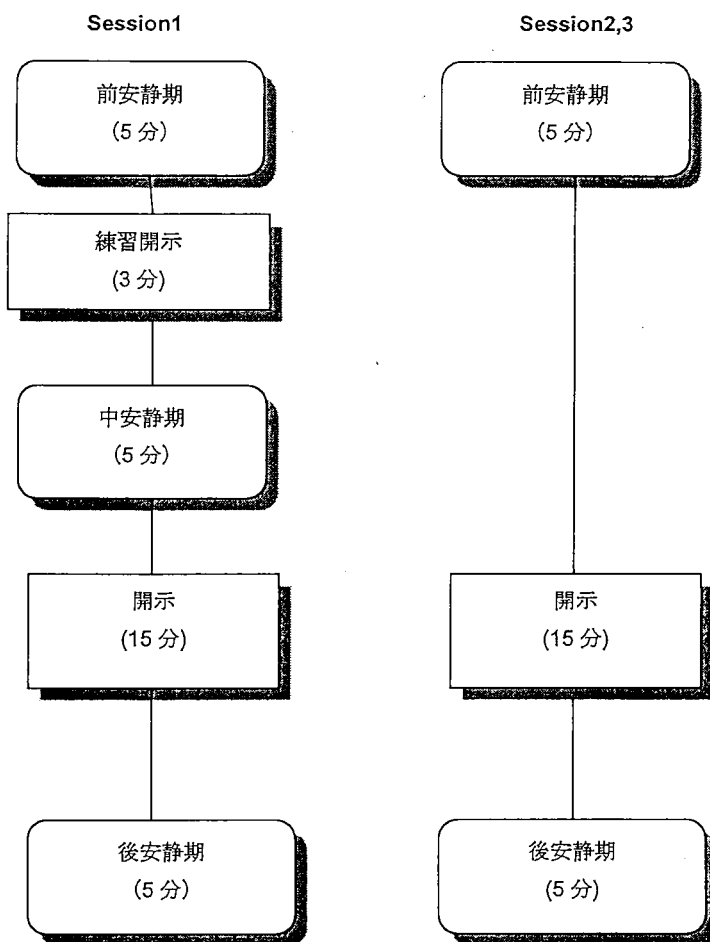 Session1
前安静期
(5 分)
練習開示
(3 分)
中安静期
(5 分)
開示
(15 分)
後安静期
(5 分)
Session2,3
前安静期
(5 分)
開示
(15 分)
後安静期
(5 分)